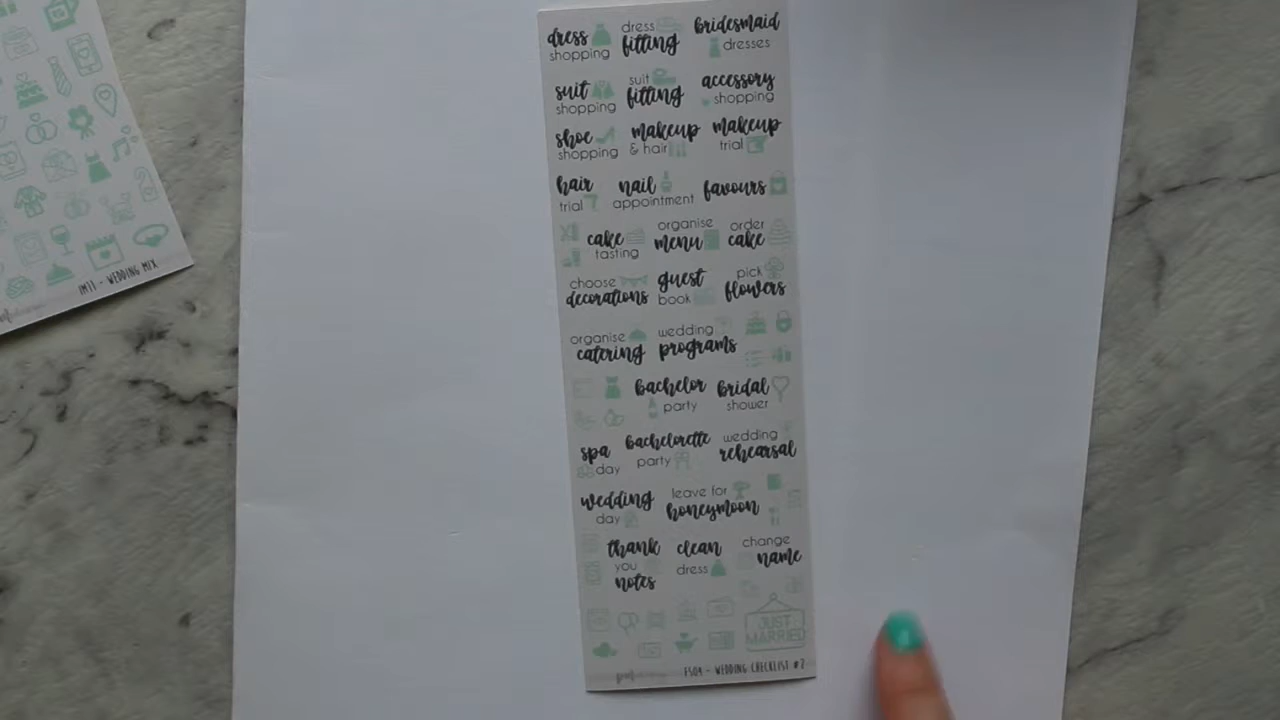 dress shopping
dress fitting
bridesmaid dresses
suit shopping
suit fitting
accessory shopping
shoe shopping
makeup & hair
makeup trial
hair trial
nail appointment
favours
cake tasting
organise menu
order cake
choose decorations
guest book
pick flowers
organise catering
wedding programs
bachelor party
bridal shower
spa day
bachelorette party
wedding rehearsal
wedding day
leave for honeymoon
thank you notes
clean dress
change name
JUST MARRIED
FS09 - WEDDING CHECKLIST #2
IM11 - WEDDING MIX